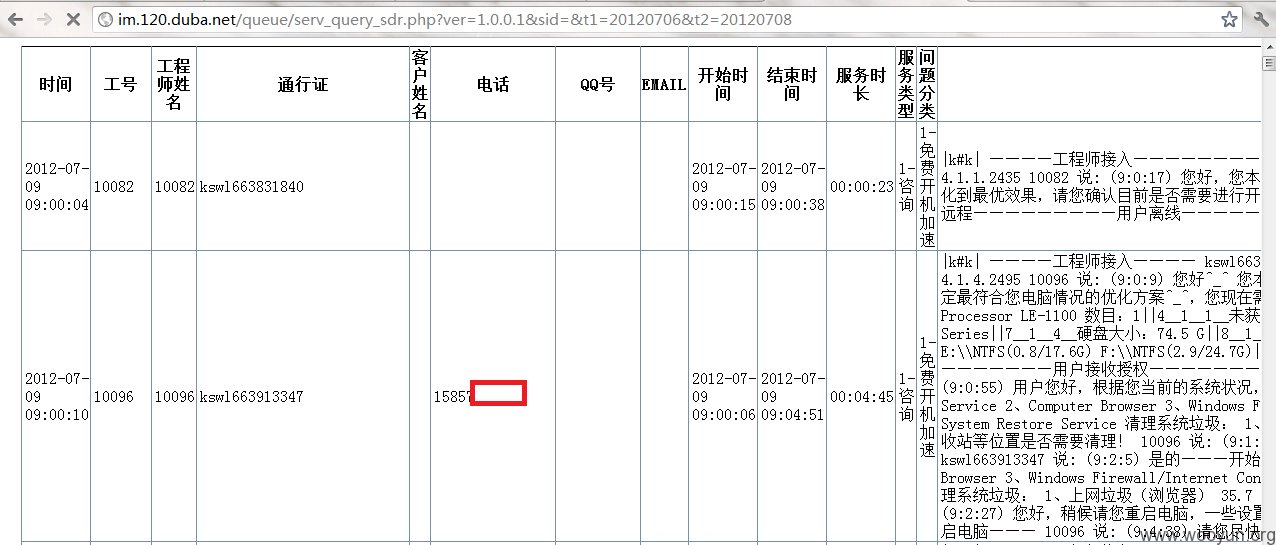 im.120.duba.net/queue/serv_query_sdr.php?ver=1.0.0.1&sid=&t1=20120706&t2=20120708
时间 工号 工程师姓名 通行证 客户姓名 电话 QQ号 EMAIL 开始时间 结束时间 服务时长 服务类型 问题分类
2012-07-09 09:00:04 10082 10082 kswl663831840 2012-07-09 09:00:15 2012-07-09 09:00:38 00:00:23 1-咨询 1-免费开机加速
|k#k| ————工程师接入——————————
4.1.1.2435 10082 说: (9:0:17) 您好，您本
化到最优效果，请您确认目前是否需要进行开
远程——————————用户离线—————
2012-07-09 09:00:10 10096 10096 kswl663913347 15857 2012-07-09 09:00:06 2012-07-09 09:04:51 00:04:45 1-咨询 1-免费开机加速
|k#k| ————工程师接入———— kswl663
4.1.4.2495 10096 说: (9:0:9) 您好^_^ 您本
定最符合您电脑情况的优化方案^_^，您现在需
Processor LE-1100 数目：1||4__1__1__未获
Series||7__1__4__硬盘大小：74.5 G||8__1_
E:\\NTFS(0.8/17.6G) F:\\NTFS(2.9/24.7G)|
————————用户接收授权——————————
(9:0:55) 用户您好，根据您当前的系统状况，
Service 2、Computer Browser 3、Windows F
System Restore Service 清理系统垃圾： 1、
收站等位置是否需要清理！ 10096 说: (9:1:
kswl663913347 说: (9:2:5) 是的———开始
Browser 3、Windows Firewall/Internet Con
理系统垃圾： 1、上网垃圾（浏览器） 35.7
(9:2:27) 您好，稍候请您重启电脑，一些设置
启电脑——— 10096 说: (9:4:38) 请您尽快
www.wooyun.org